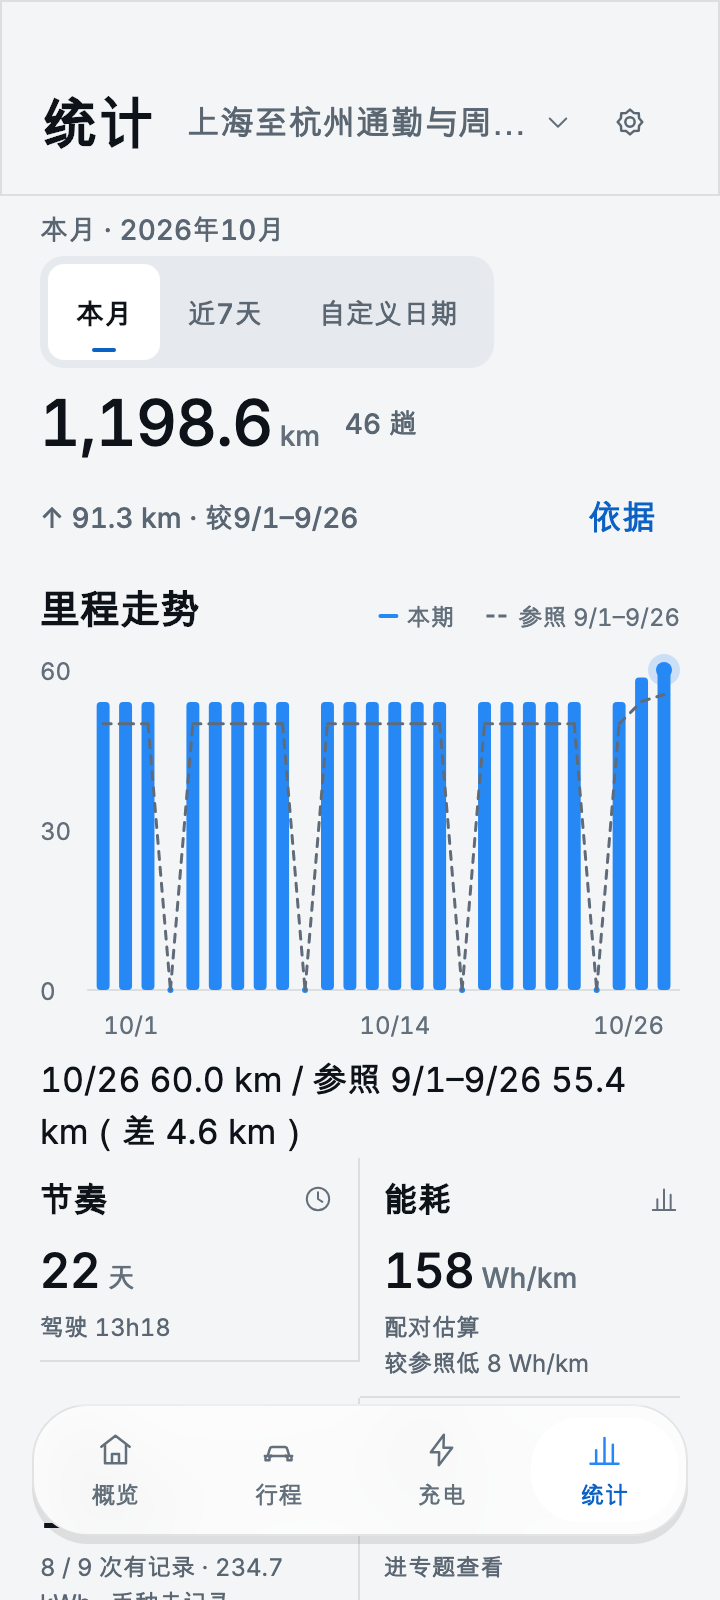 统计
上海至杭州通勤与周...
本月 · 2026年10月
本月
近7天
自定义日期
1,198.6 km 46 趟
↑ 91.3 km · 较9/1–9/26
依据
里程走势
本期
参照 9/1–9/26
60
30
0
10/1
10/14
10/26
10/26 60.0 km / 参照 9/1–9/26 55.4
km ( 差 4.6 km )
节奏
22 天
驾驶 13h18
能耗
158 Wh/km
配对估算
较参照低 8 Wh/km
概览
行程
充电
统计
8 / 9 次有记录 · 234.7
进专题查看